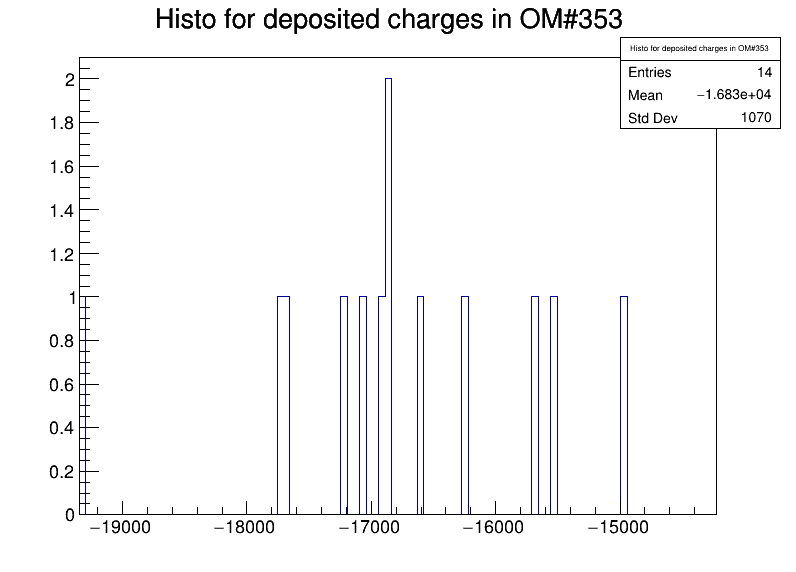 Histo for deposited charges in OM#353
Histo for deposited charges in OM#353
Entries 14
Mean −1.683e+04
Std Dev 1070
2
1.8
1.6
1.4
1.2
1
0.8
0.6
0.4
0.2
0
−19000 −18000 −17000 −16000 −15000